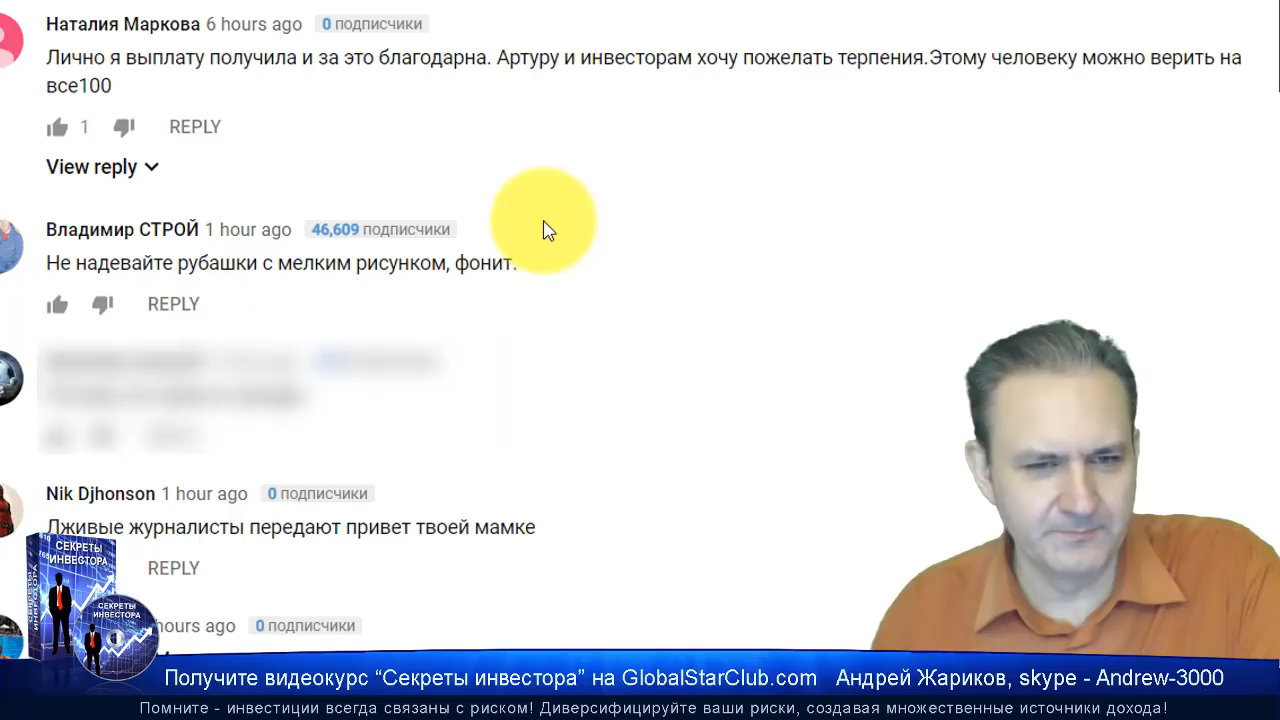 Наталия Маркова 6 hours ago 0 подписчики
Лично я выплату получила и за это благодарна. Артуру и инвесторам хочу пожелать терпения.Этому человеку можно верить на
все100
1 REPLY
View reply
Владимир СТРОЙ 1 hour ago 46,609 подписчики
Не надевайте рубашки с мелким рисунком, фонит.
REPLY
Nik Djhonson 1 hour ago 0 подписчики
Лживые журналисты передают привет твоей мамке
REPLY
hours ago 0 подписчики
СЕКРЕТЫ
ИНВЕСТОРА
СЕКРЕТЫ
ИНВЕСТОРА
СЕКРЕТЫ
ИНВЕСТОРА
Получите видеокурс “Секреты инвестора” на GlobalStarClub.com Андрей Жариков, skype - Andrew-3000
Помните - инвестиции всегда связаны с риском! Диверсифицируйте ваши риски, создавая множественные источники дохода!